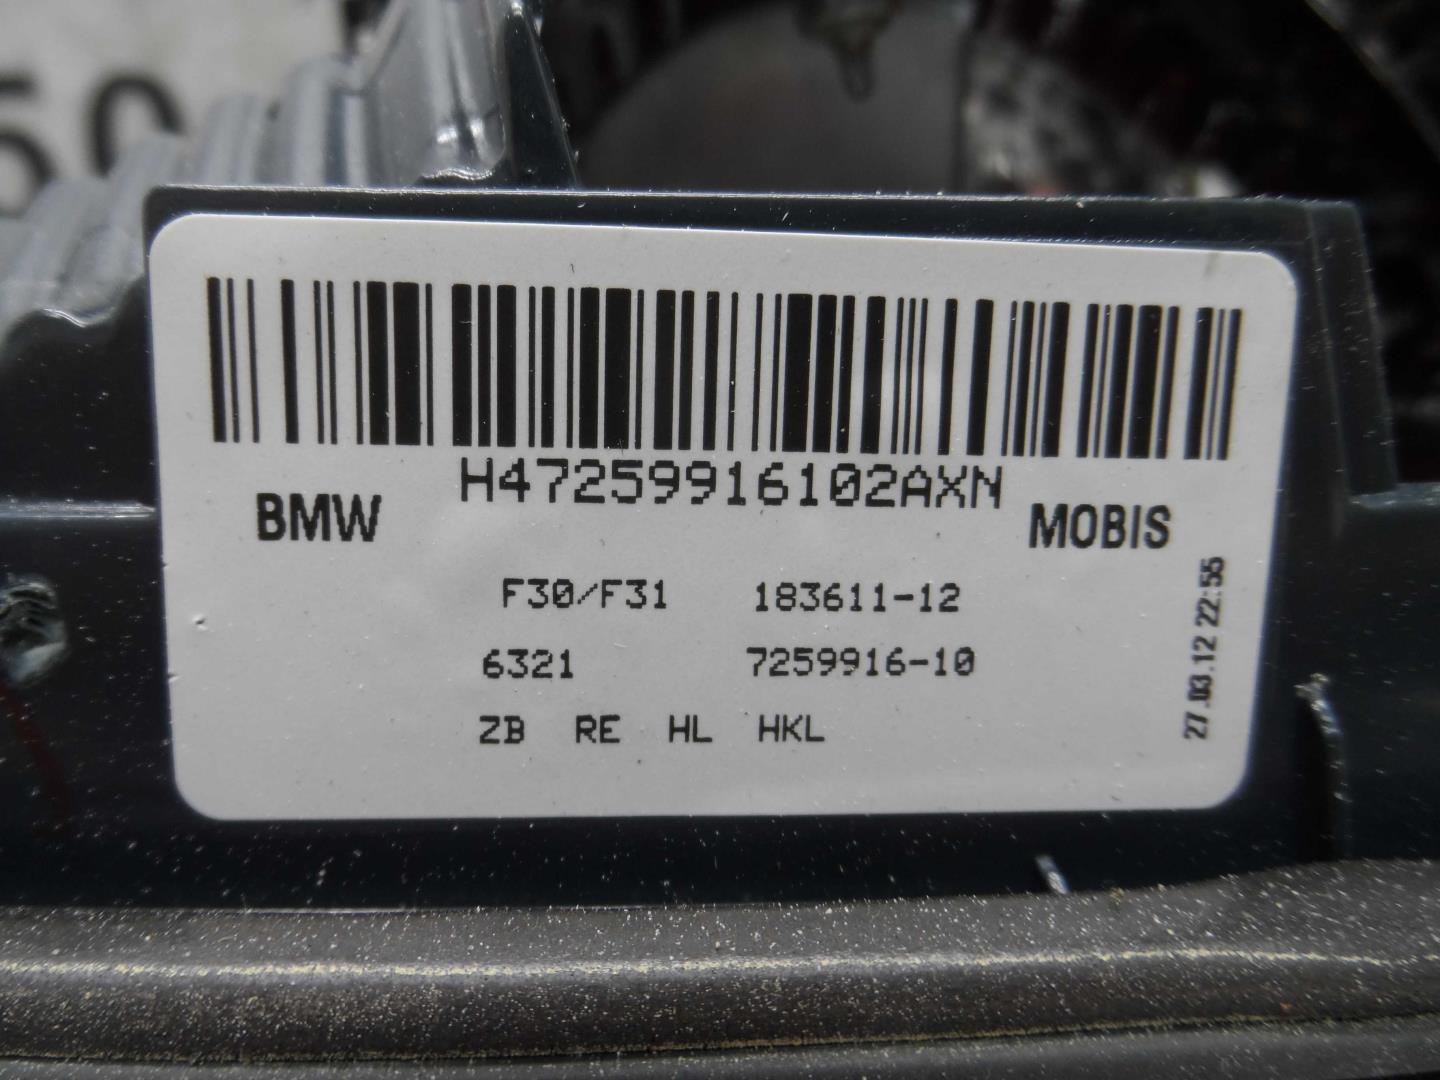 50
H47259916102AXN
BMW
MOBIS
F30/F31 183611-12
6321 7259916-10
ZB RE HL HKL
27.03.12 22:55